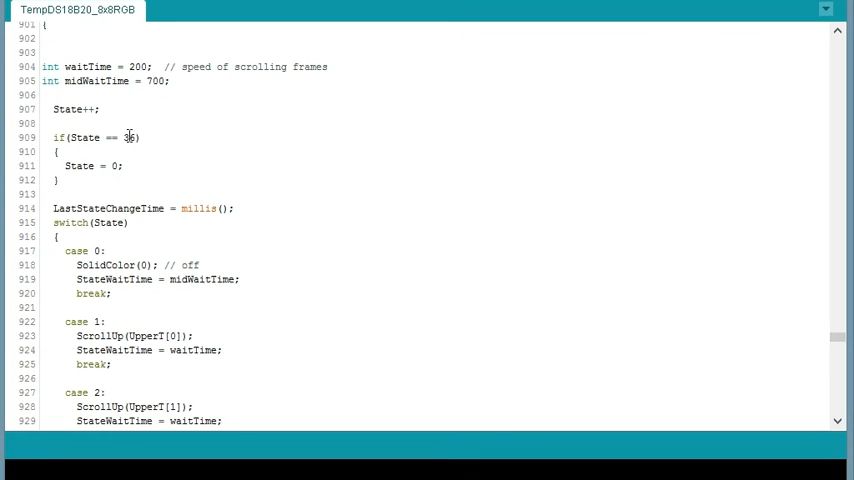 TempDS18B20_8x8RGB
901 {
902
903
904 int waitTime = 200;  // speed of scrolling frames
905 int midWaitTime = 700;
906
907 State++;
908
909 if(State == 36)
910 {
911 State = 0;
912 }
913
914 LastStateChangeTime = millis();
915 switch(State)
916 {
917 case 0:
918 SolidColor(0); // off
919 StateWaitTime = midWaitTime;
920 break;
921
922 case 1:
923 ScrollUp(UpperT[0]);
924 StateWaitTime = waitTime;
925 break;
926
927 case 2:
928 ScrollUp(UpperT[1]);
929 StateWaitTime = waitTime;